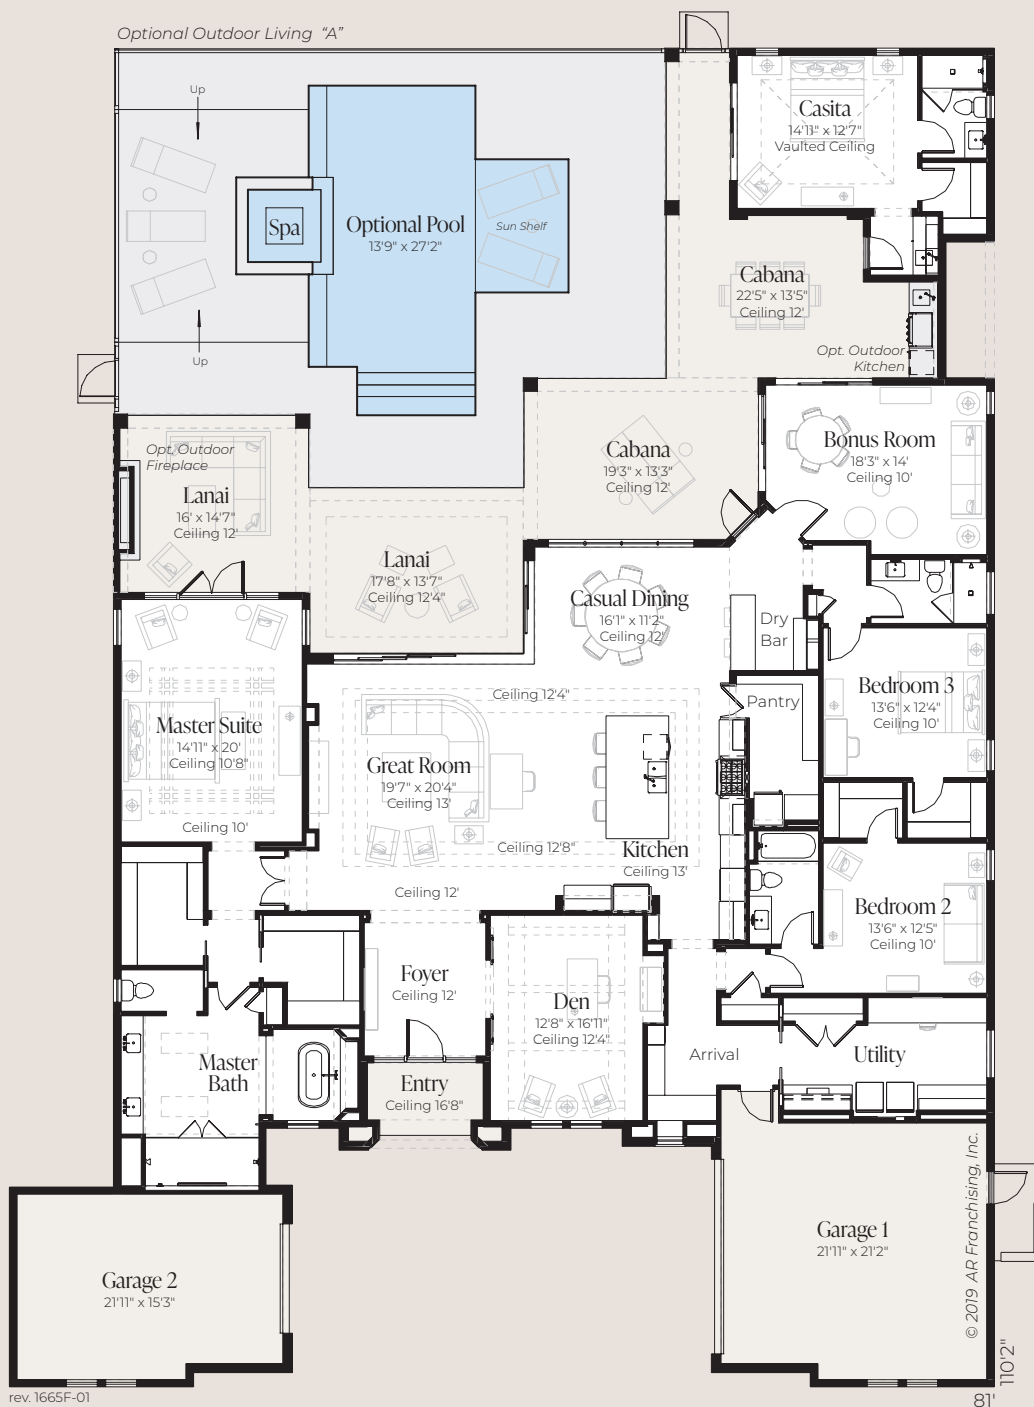 Optional Outdoor Living "A"
Up
Spa
Optional Pool
13'9" x 27'2"
Sun Shelf
Up
Casita
14'11" x 12'7"
Vaulted Ceiling
Cabana
22'5" x 13'5"
Ceiling 12'
Opt. Outdoor
Kitchen
Opt. Outdoor
Fireplace
Lanai
16' x 14'7"
Ceiling 12'
Lanai
17'8" x 13'7"
Ceiling 12'4"
Cabana
19'3" x 13'3"
Ceiling 12'
Bonus Room
18'3" x 14'
Ceiling 10'
Casual Dining
16'1" x 11'2"
Ceiling 12'
Dry
Bar
Pantry
Bedroom 3
13'6" x 12'4"
Ceiling 10'
Master Suite
14'11" x 20'
Ceiling 10'8"
Ceiling 10'
Ceiling 12'4"
Great Room
19'7" x 20'4"
Ceiling 13'
Ceiling 12'8"
Kitchen
Ceiling 13'
Ceiling 12'
Bedroom 2
13'6" x 12'5"
Ceiling 10'
Foyer
Ceiling 12'
Den
12'8" x 16'11"
Ceiling 12'4"
Arrival
Utility
Master
Bath
Entry
Ceiling 16'8"
Garage 1
21'11" x 21'2"
Garage 2
21'11" x 15'3"
© 2019 AR Franchising, Inc.
110'2"
81'
rev. 1665F-01